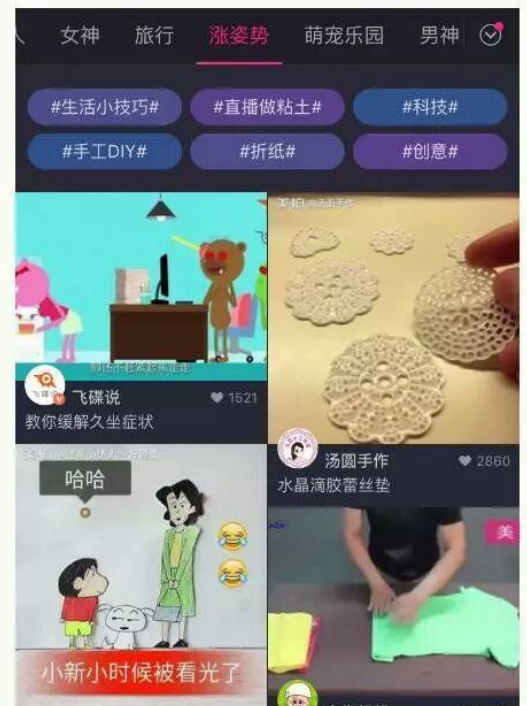 女神 旅行 涨姿势 萌宠乐园 男神
#生活小技巧# #直播做粘土# #科技#
#手工DIY# #折纸# #创意#
飞碟说 1521
教你缓解久坐症状
汤圆手作 2860
水晶滴胶蕾丝垫
哈哈
小新小时候被看光了
美